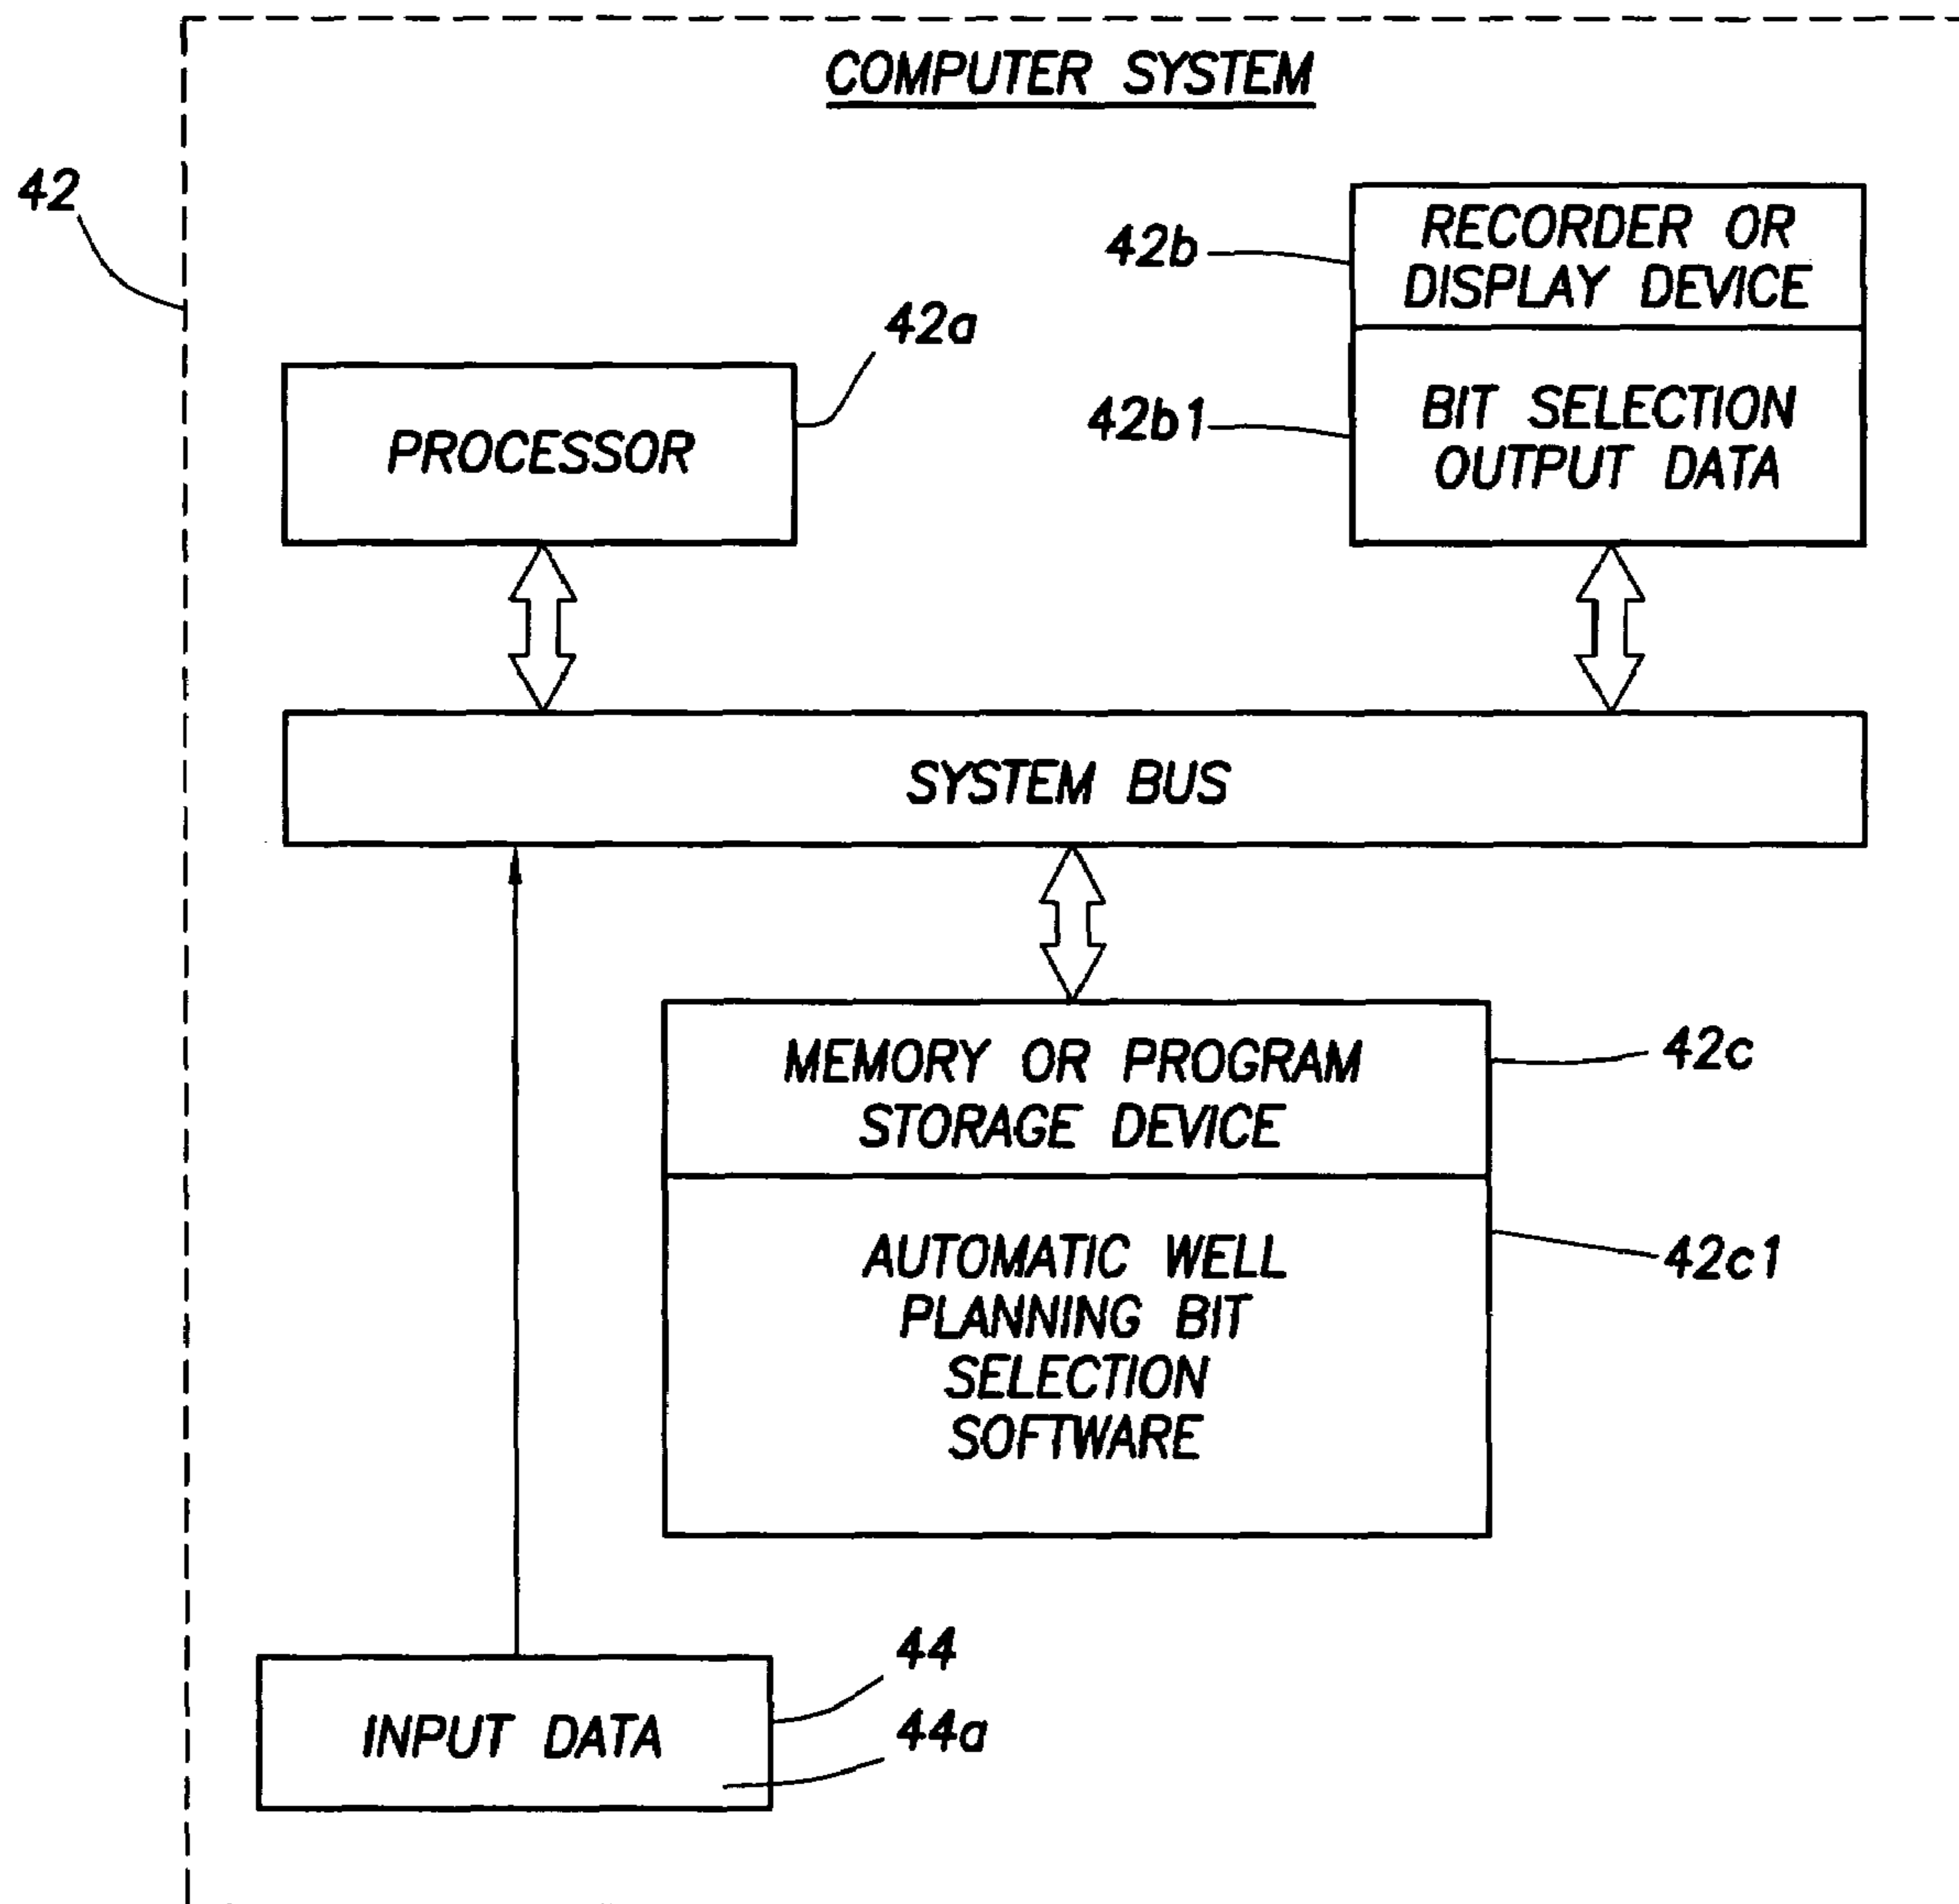 COMPUTER SYSTEM
42
42b
RECORDER OR
DISPLAY DEVICE
42a
42b1
BIT SELECTION
OUTPUT DATA
PROCESSOR
SYSTEM BUS
MEMORY OR PROGRAM
STORAGE DEVICE
42c
AUTOMATIC WELL
PLANNING BIT
SELECTION
SOFTWARE
42c1
44
INPUT DATA
44a